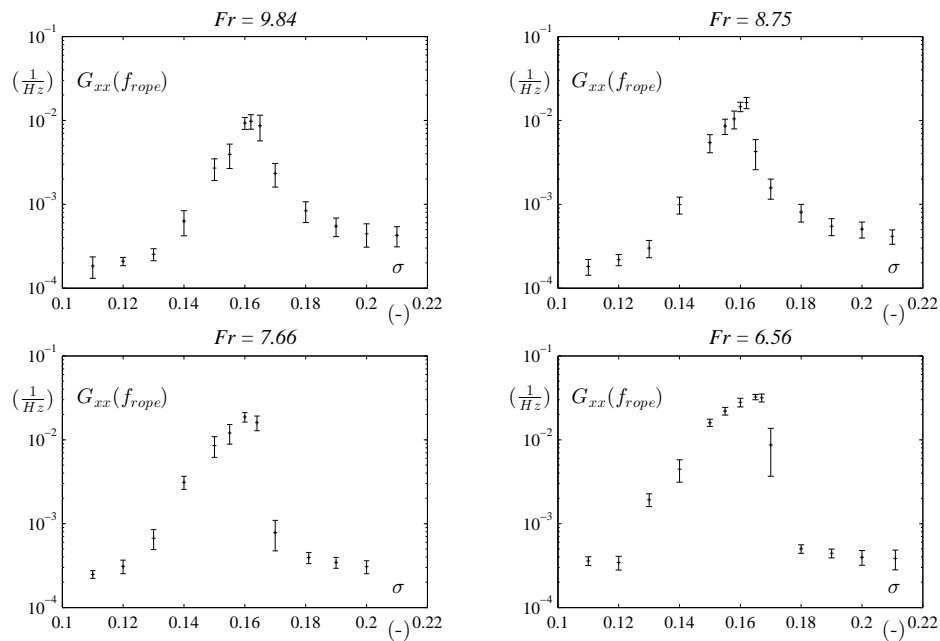 Fr = 9.84
10⁻¹
(1/Hz) G_xx(f_rope)
10⁻²
10⁻³
10⁻⁴
σ
0.1 0.12 0.14 0.16 0.18 0.2 0.22
(-)
Fr = 8.75
10⁻¹
(1/Hz) G_xx(f_rope)
10⁻²
10⁻³
10⁻⁴
σ
0.1 0.12 0.14 0.16 0.18 0.2 0.22
(-)
Fr = 7.66
10⁻¹
(1/Hz) G_xx(f_rope)
10⁻²
10⁻³
10⁻⁴
σ
0.1 0.12 0.14 0.16 0.18 0.2 0.22
(-)
Fr = 6.56
10⁻¹
(1/Hz) G_xx(f_rope)
10⁻²
10⁻³
10⁻⁴
σ
0.1 0.12 0.14 0.16 0.18 0.2 0.22
(-)